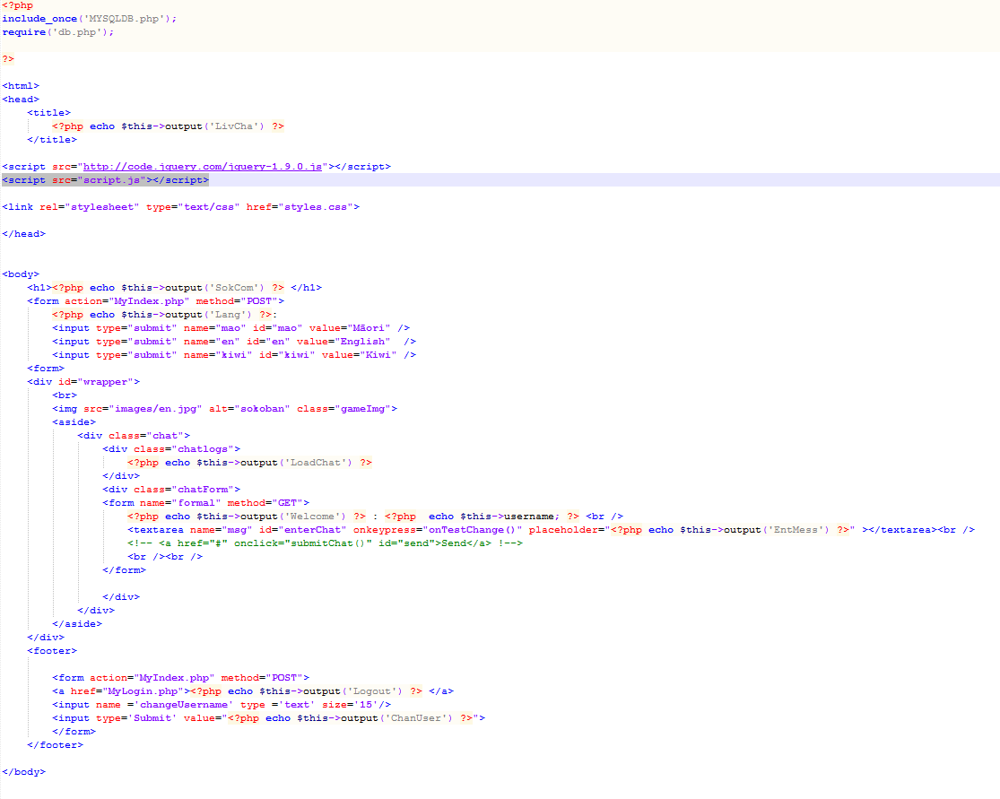 <?php
include_once('MYSQLDB.php');
require('db.php');
?>
<html>
<head>
<title>
<?php echo $this->output('LivCha') ?>
</title>
<script src="http://code.jquery.com/jquery-1.9.0.js"></script>
<script src="script.js"></script>
<link rel="stylesheet" type="text/css" href="styles.css">
</head>
<body>
<h1><?php echo $this->output('SokCom') ?> </h1>
<form action="MyIndex.php" method="POST">
<?php echo $this->output('Lang') ?>:
<input type="submit" name="mao" id="mao" value="Māori" />
<input type="submit" name="en" id="en" value="English"  />
<input type="submit" name="kiwi" id="kiwi" value="Kiwi" />
<form>
<div id="wrapper">
<br>
<img src="images/en.jpg" alt="sokoban" class="gameImg">
<aside>
<div class="chat">
<div class="chatlogs">
<?php echo $this->output('LoadChat') ?>
</div>
<div class="chatForm">
<form name="formal" method="GET">
<?php echo $this->output('Welcome') ?> : <?php  echo $this->username; ?> <br />
<textarea name="msg" id="enterChat" onkeypress="onTestChange()" placeholder="<?php echo $this->output('EntMess') ?>" ></textarea><br />
<!-- <a href="#" onclick="submitChat()" id="send">Send</a> !-->
<br /><br />
</form>
</div>
</div>
</aside>
</div>
<footer>
<form action="MyIndex.php" method="POST">
<a href="MyLogin.php"><?php echo $this->output('Logout') ?> </a>
<input name ='changeUsername' type ='text' size='15'/>
<input type='Submit' value="<?php echo $this->output('ChanUser') ?>">
</form>
</footer>
</body>